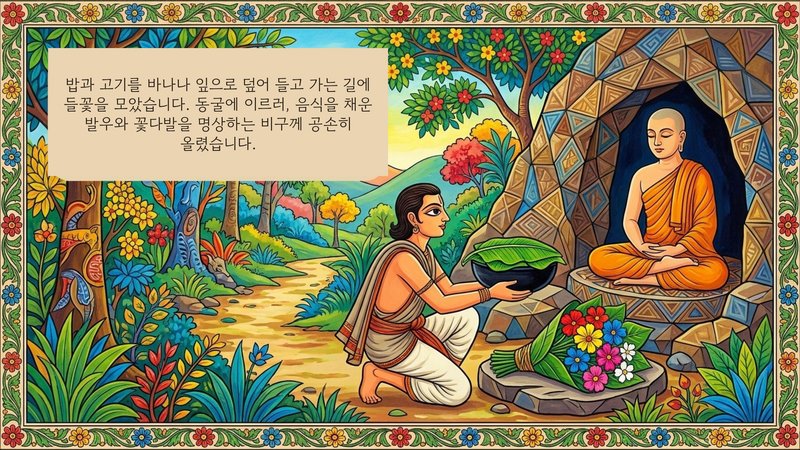 밥과 고기를 바나나 잎으로 덮어 들고 가는 길에
들꽃을 모았습니다. 동굴에 이르러, 음식을 채운
발우와 꽃다발을 명상하는 비구께 공손히
올렸습니다.